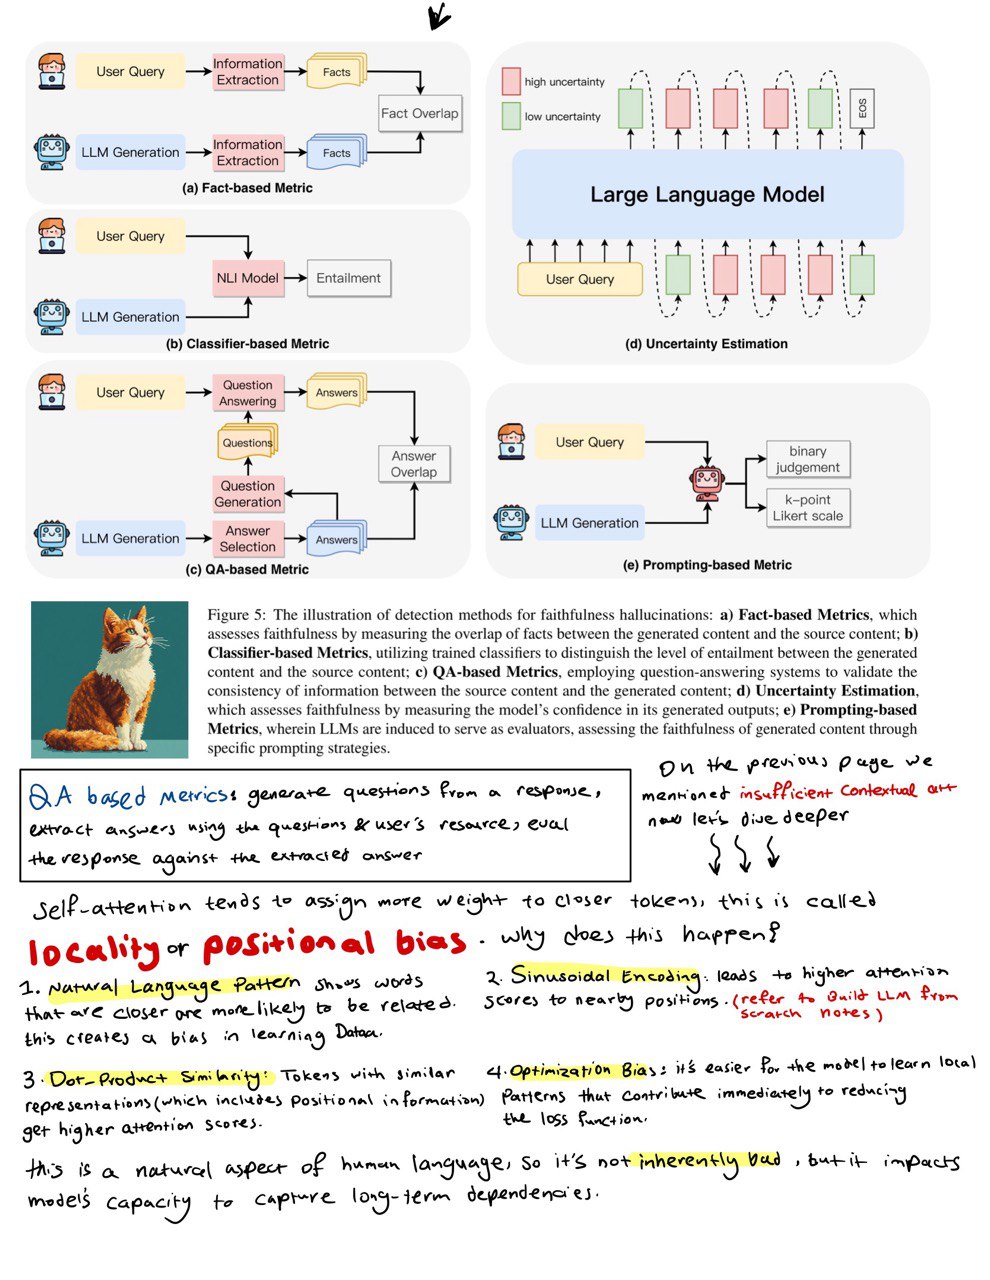 User Query
Information
Extraction
Facts
Fact Overlap
LLM Generation
Information
Extraction
Facts
(a) Fact-based Metric
User Query
NLI Model
Entailment
LLM Generation
(b) Classifier-based Metric
User Query
Question
Answering
Answers
Questions
Answer
Overlap
Question
Generation
LLM Generation
Answer
Selection
Answers
(c) QA-based Metric
high uncertainty
low uncertainty
EOS
Large Language Model
User Query
(d) Uncertainty Estimation
User Query
binary
judgement
k-point
Likert scale
LLM Generation
(e) Prompting-based Metric
Figure 5: The illustration of detection methods for faithfulness hallucinations: a) Fact-based Metrics, which
assesses faithfulness by measuring the overlap of facts between the generated content and the source content; b)
Classifier-based Metrics, utilizing trained classifiers to distinguish the level of entailment between the generated
content and the source content; c) QA-based Metrics, employing question-answering systems to validate the
consistency of information between the source content and the generated content; d) Uncertainty Estimation,
which assesses faithfulness by measuring the model's confidence in its generated outputs; e) Prompting-based
Metrics, wherein LLMs are induced to serve as evaluators, assessing the faithfulness of generated content through
specific prompting strategies.
On the previous page we
mentioned insufficient contextual att
now let's dive deeper
QA based Metrics: generate questions from a response,
extract answers using the questions & user's resource, eval
the response against the extracted answer
Self-attention tends to assign more weight to closer tokens, this is called
locality or positional bias. why does this happen?
1. Natural Language Pattern shows words
that are closer are more likely to be related.
this creates a bias in learning Dataa.
2. Sinusoidal Encoding: leads to higher attention
scores to nearby positions. (refer to Build LLM from
scratch notes)
3. Dot-Product Similarity: Tokens with similar
representations (which includes positional information)
get higher attention scores.
4. Optimization Bias: it's easier for the model to learn local
Patterns that contribute immediately to reducing
the loss function.
this is a natural aspect of human language, so it's not inherently bad, but it impacts
model's capacity to capture long-term dependencies.